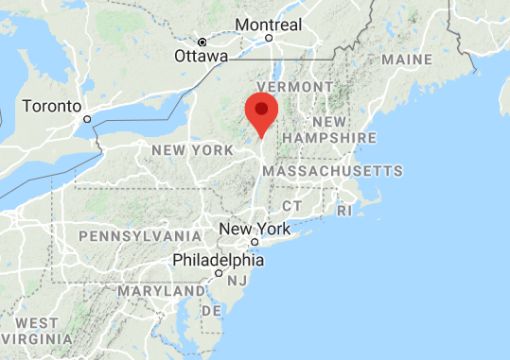 Montreal
Ottawa
MAINE
VERMONT
Toronto
NEW
HAMPSHIRE
NEW YORK
MASSACHUSETTS
CT
RI
PENNSYLVANIA
New York
Philadelphia
NJ
MARYLAND
DE
WEST
VIRGINIA